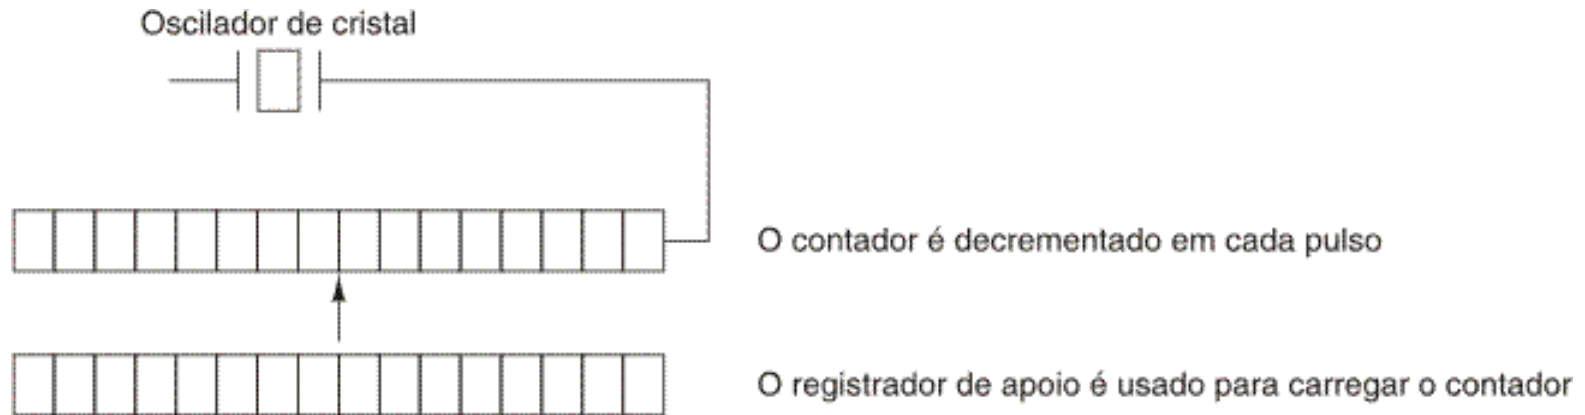 Oscilador de cristal
O contador é decrementado em cada pulso
O registrador de apoio é usado para carregar o contador